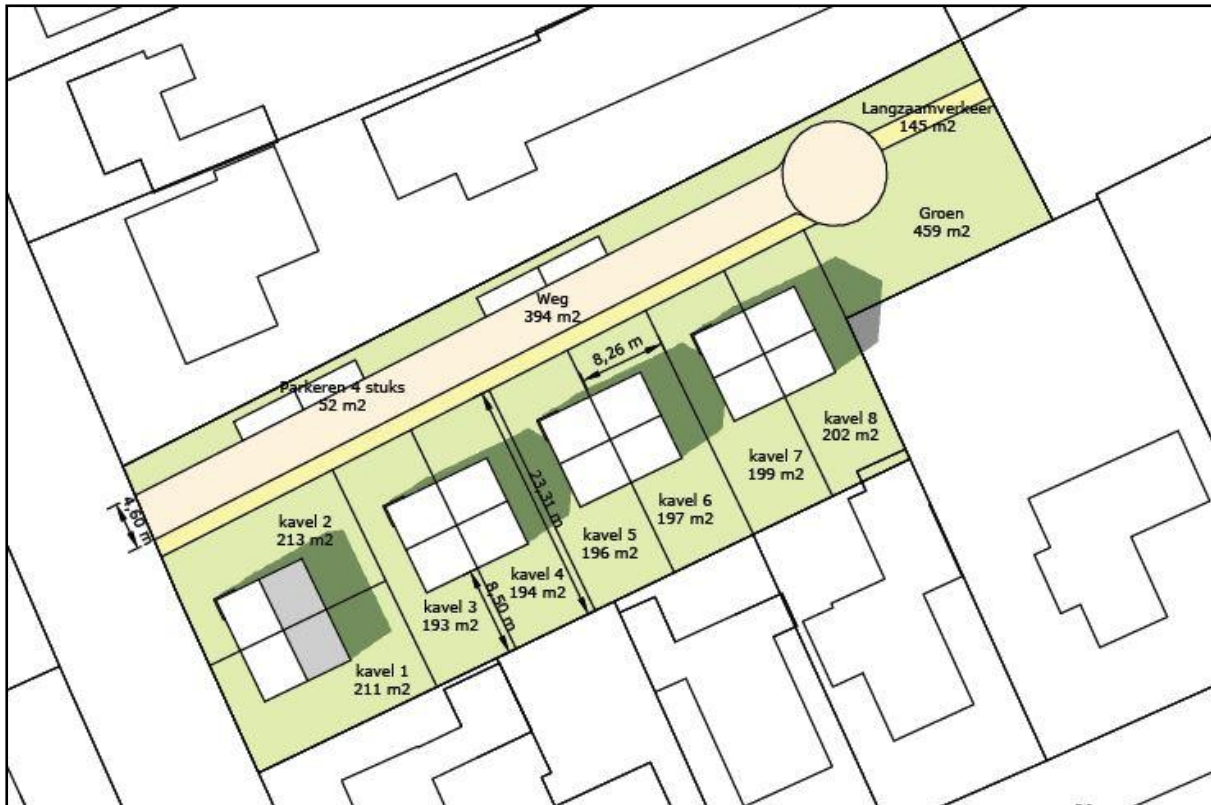 Langzaamverkeer
145 m2
Groen
459 m2
Weg
394 m2
8,26 m
Parkeren 4 stuks
52 m2
kavel 8
202 m2
kavel 7
199 m2
23,31 m
4,60 m
kavel 6
197 m2
kavel 2
213 m2
kavel 5
196 m2
kavel 4
194 m2
8,50 m
kavel 3
193 m2
kavel 1
211 m2